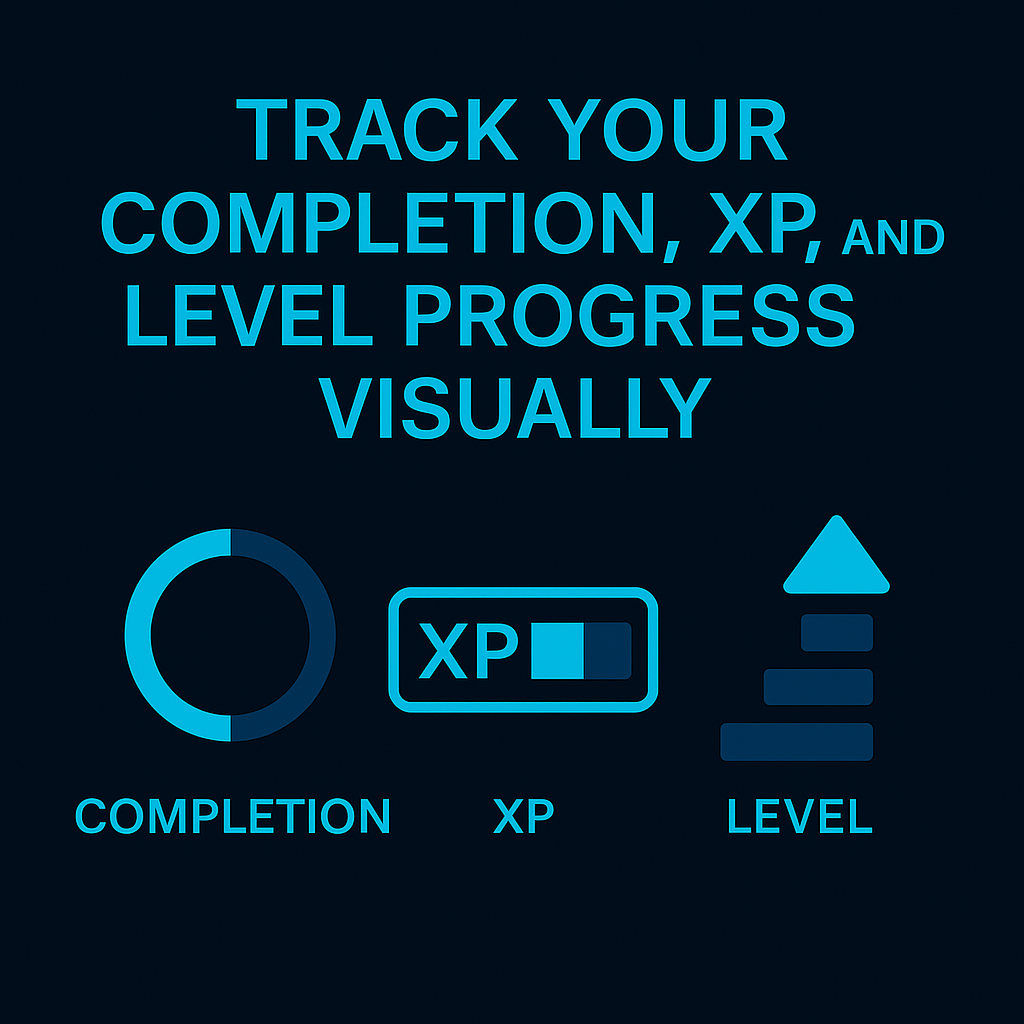 TRACK YOUR
COMPLETION, XP, AND
LEVEL PROGRESS
VISUALLY
XP
COMPLETION
XP
LEVEL